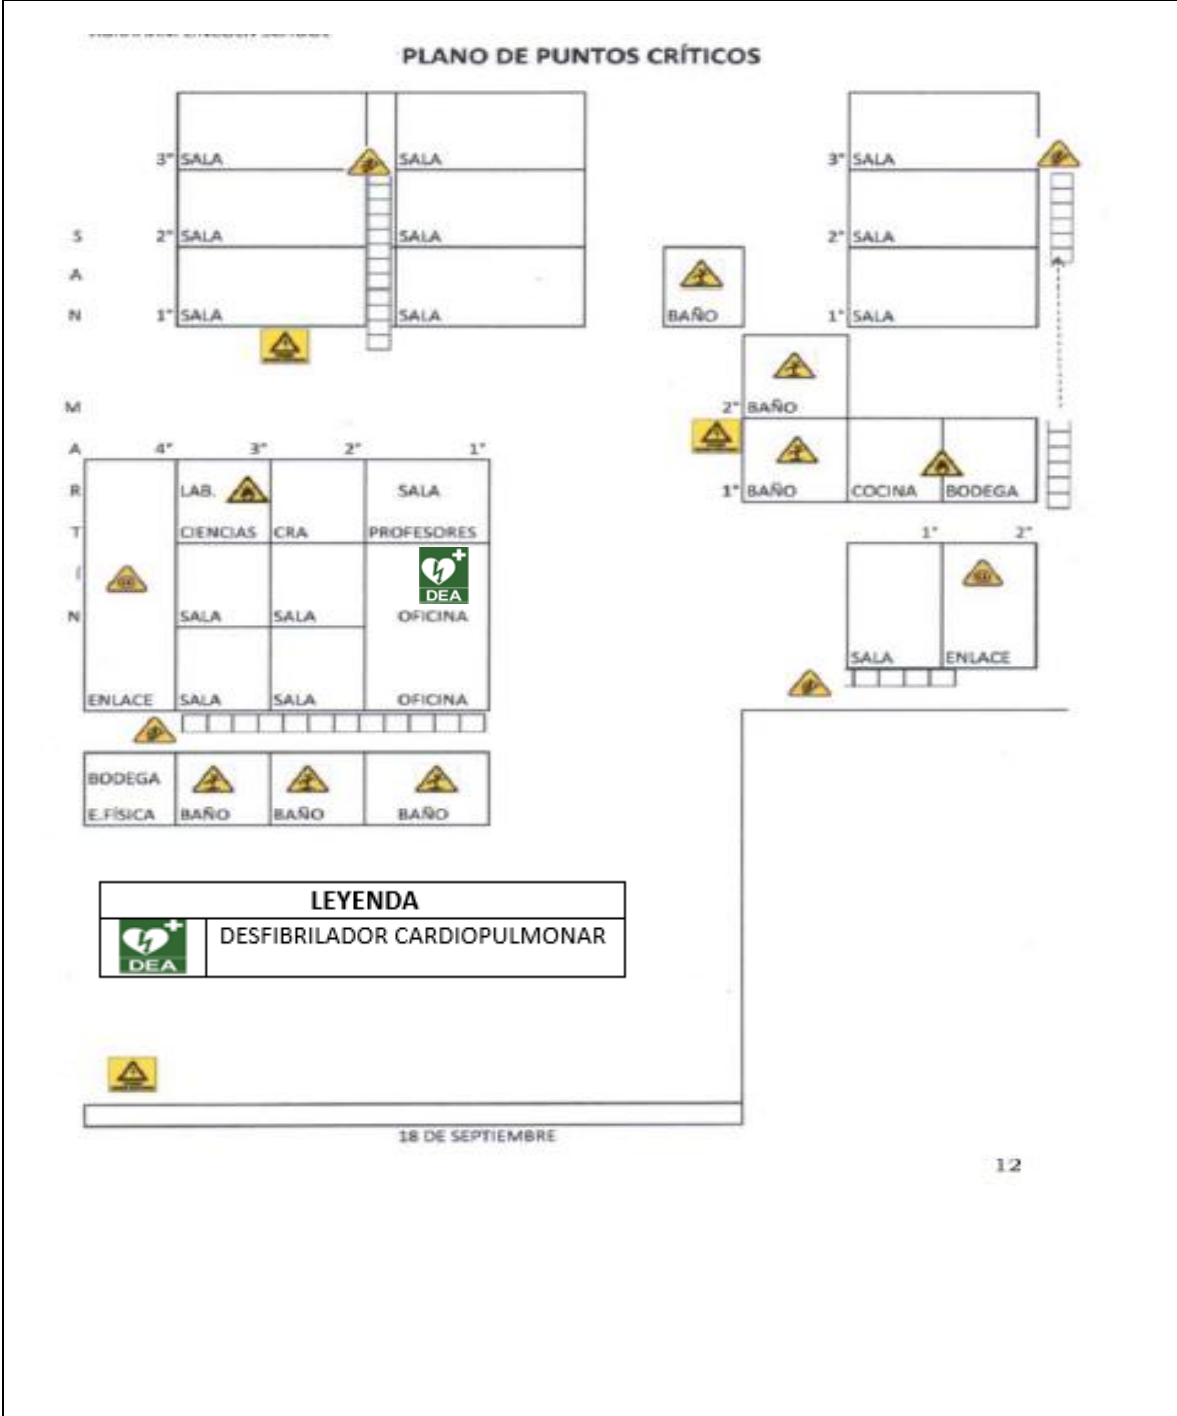 PLANO DE PUNTOS CRÍTICOS
3° SALA SALA
2° SALA SALA
1° SALA SALA
3° SALA
2° SALA
1° SALA
BAÑO
2° BAÑO
1° BAÑO COCINA BODEGA
S
A
N
M
A
R
T
Í
N
4° 3° 2° 1°
LAB. SALA
CIENCIAS CRA PROFESORES
DEA
SALA SALA OFICINA
ENLACE SALA SALA OFICINA
1° 2°
SALA ENLACE
BODEGA
E.FÍSICA BAÑO BAÑO BAÑO
LEYENDA
DEA DESFIBRILADOR CARDIOPULMONAR
18 DE SEPTIEMBRE
12